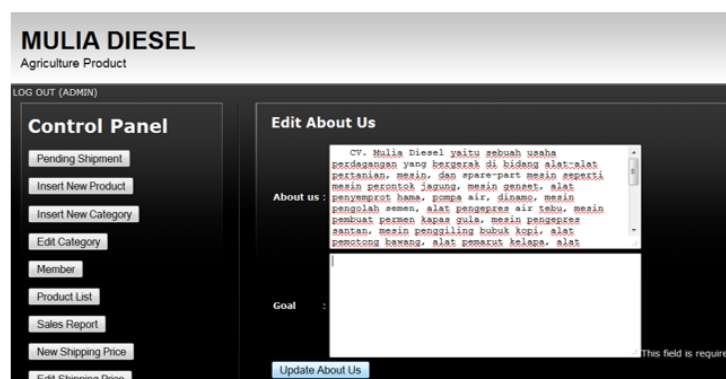 MULIA DIESEL
Agriculture Product
LOG OUT (ADMIN)
Control Panel
Pending Shipment
Insert New Product
Insert New Category
Edit Category
Member
Product List
Sales Report
New Shipping Price
Edit Shipping Price
Edit About Us
About us :
CV. Mulia Diesel yaitu sebuah usaha
perdagangan yang bergerak di bidang alat-alat
pertanian, mesin, dan spare-part mesin seperti
mesin perontok jagung, mesin genset, alat
penyemprot hama, pompa air, dinamo, mesin
pengolah semen, alat pengepres air tebu, mesin
pembuat permen kapas gula, mesin pengepres
santan, mesin penggiling bubuk kopi, alat
pemotong bawang, alat pemarut kelapa, alat
Goal :
This field is require
Update About Us